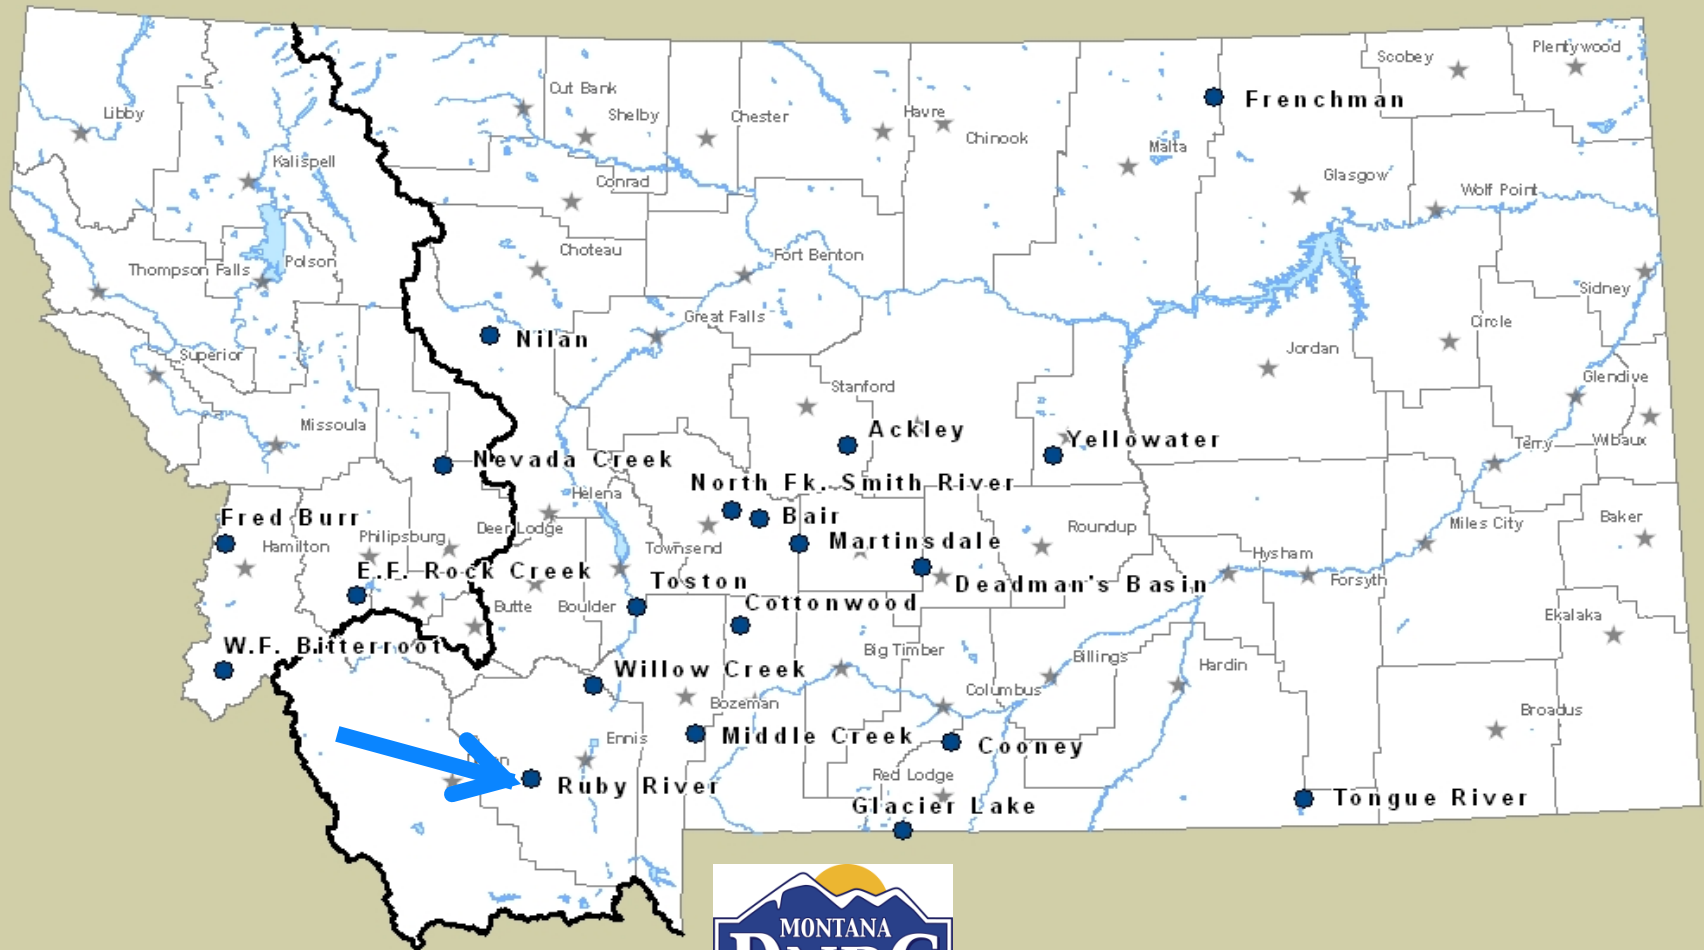 Plentywood
Scobey
Cut Bank
Frenchman
Libby
Shelby
Chester
Havre
Chinook
Malta
Kalispell
Conrad
Glasgow
Wolf Point
Choteau
Fort Benton
Thompson Falls
Polson
Sidney
Great Falls
Circle
Nilan
Jordan
Superior
Stanford
Glendive
Missoula
Ackley
Yellowater
Terry
Wibaux
Nevada Creek
North Fk. Smith River
Helena
Fred Burr
Bair
Deer Lodge
Roundup
Miles City
Baker
Philipsburg
Hamilton
Townsend
Martinsdale
Hysham
E.F. Rock Creek
Toston
Deadman's Basin
Forsyth
Butte
Boulder
Cottonwood
Ekalaka
W.F. Bitterroot
Big Timber
Billings
Hardin
Willow Creek
Columbus
Bozeman
Broadus
Ennis
Middle Creek
Cooney
Red Lodge
Ruby River
Glacier Lake
Tongue River
MONTANA
DNRC